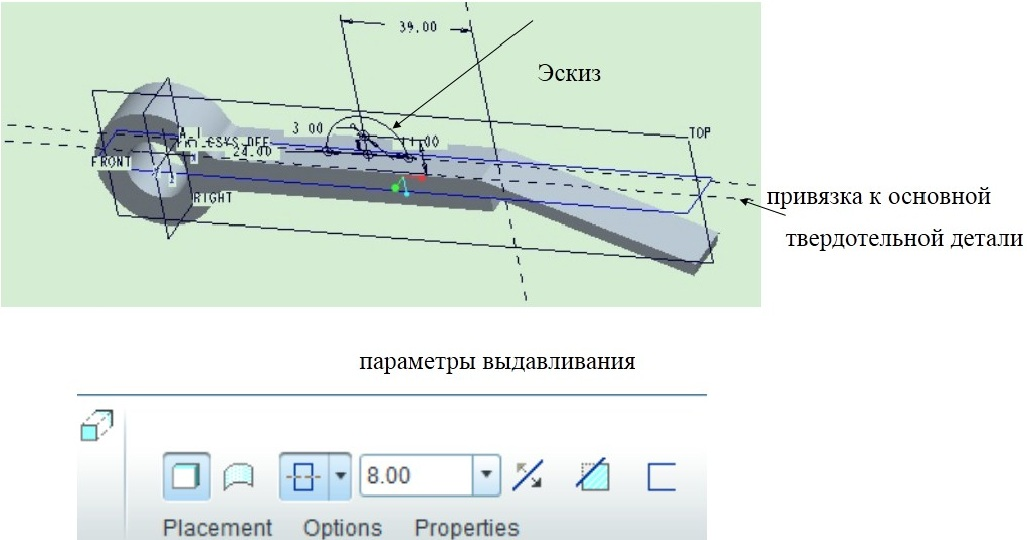 39.00
Эскиз
3 00
11.00
TOP
24.00
FRONT
RIGHT
привязка к основной
твердотельной детали
параметры выдавливания
8.00
Placement Options Properties